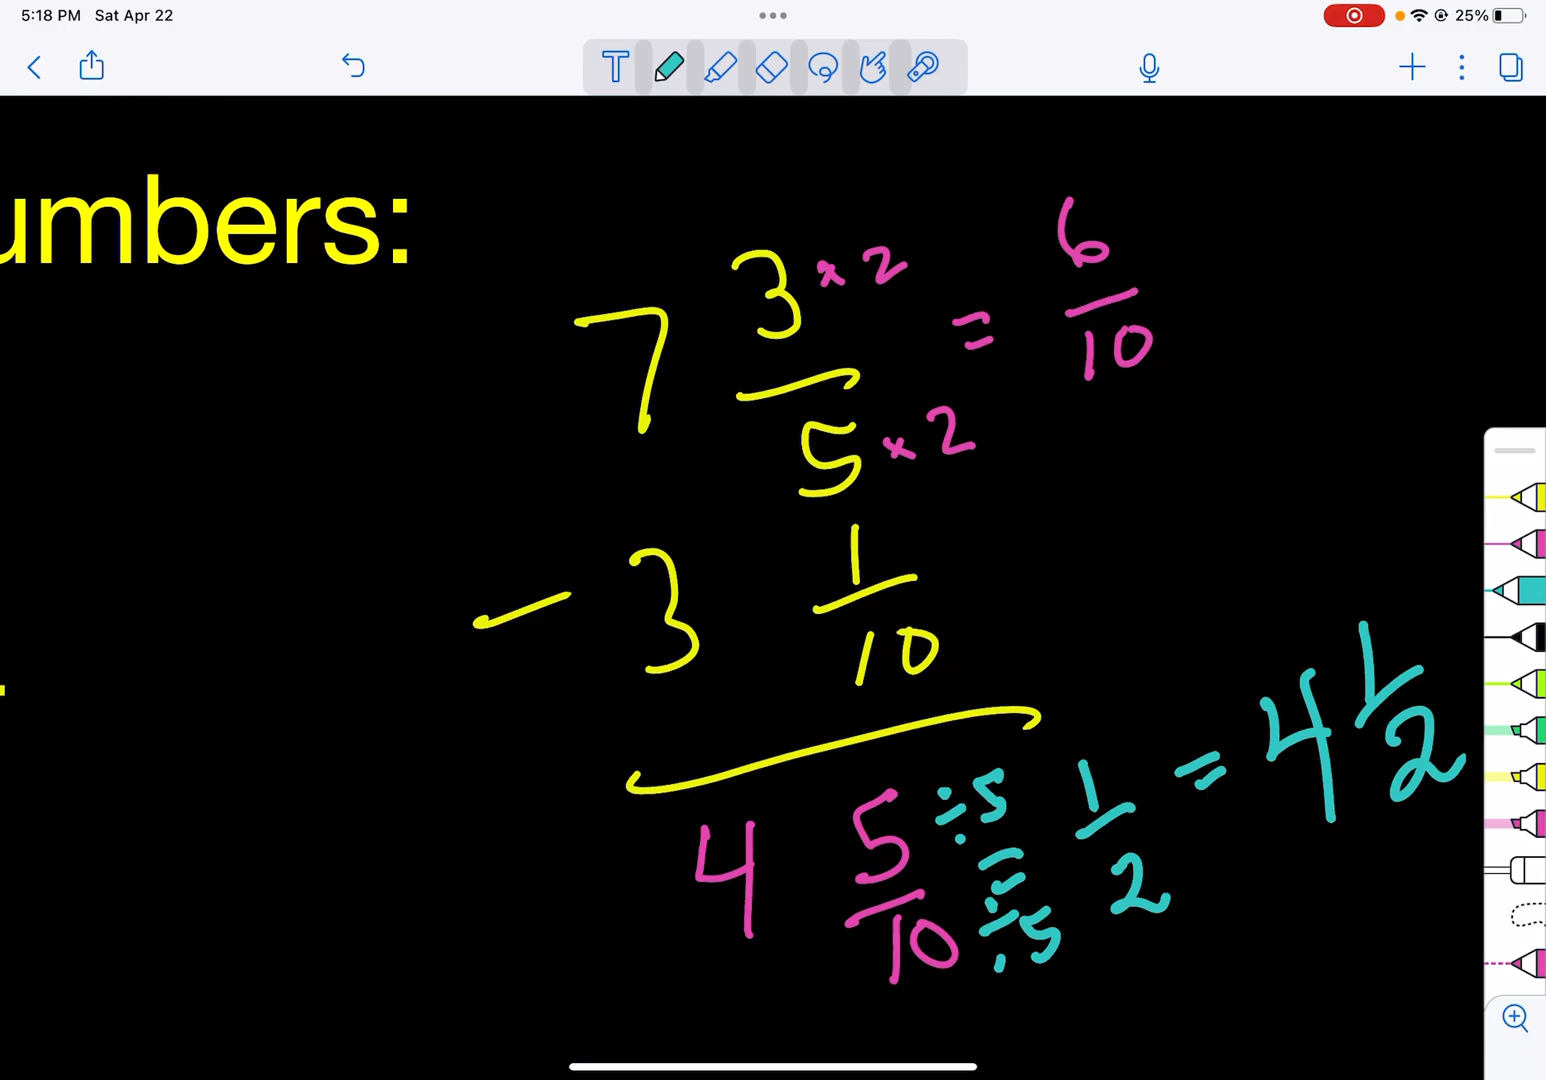 5:18 PM Sat Apr 22
25%
T
umbers:
7 3/5 × 2 × 2 = 6/10
- 3 1/10
4 5/10 ÷5 ÷5 = 1/2 = 4 1/2
.